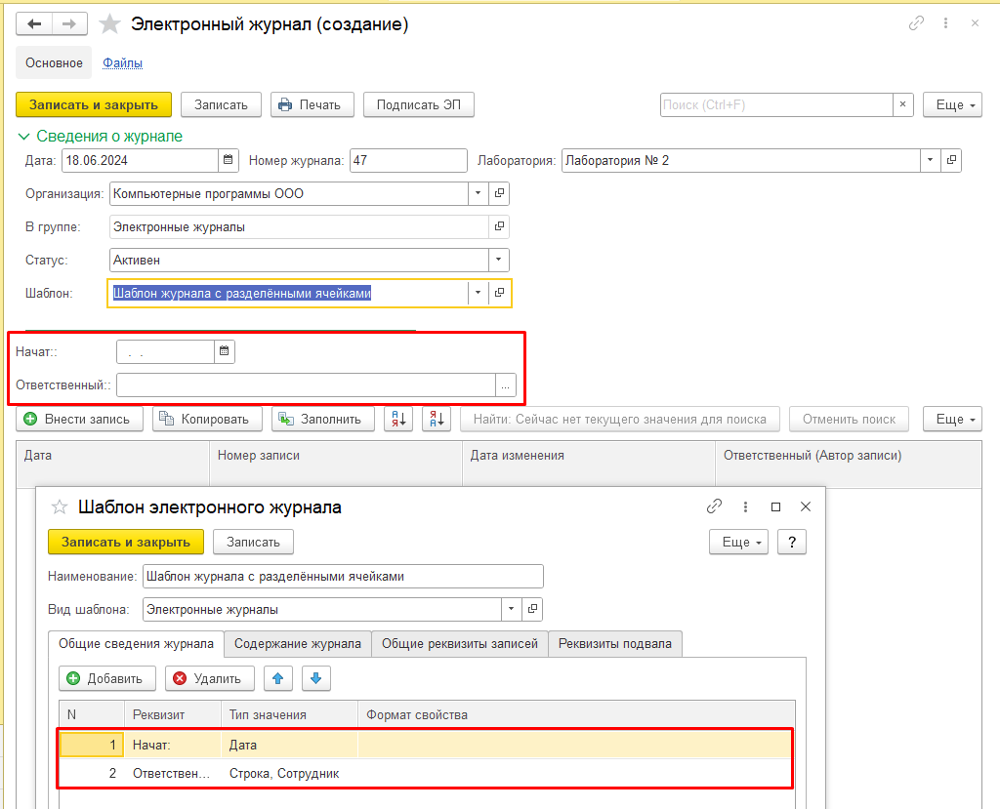 Электронный журнал (создание)
Основное Файлы
Записать и закрыть Записать Печать Подписать ЭП Поиск (Ctrl+F) × Еще
Сведения о журнале
Дата: 18.06.2024 Номер журнала: 47 Лаборатория: Лаборатория № 2
Организация: Компьютерные программы ООО
В группе: Электронные журналы
Статус: Активен
Шаблон: Шаблон журнала с разделёнными ячейками
Начат:: . .
Ответственный:: ...
Внести запись Копировать Заполнить А Я Я А Найти: Сейчас нет текущего значения для поиска Отменить поиск Еще
Дата Номер записи Дата изменения Ответственный (Автор записи)
Шаблон электронного журнала
Записать и закрыть Записать Еще ?
Наименование: Шаблон журнала с разделёнными ячейками
Вид шаблона: Электронные журналы
Общие сведения журнала Содержание журнала Общие реквизиты записей Реквизиты подвала
Добавить Удалить
N Реквизит Тип значения Формат свойства
1 Начат: Дата
2 Ответствен... Строка, Сотрудник